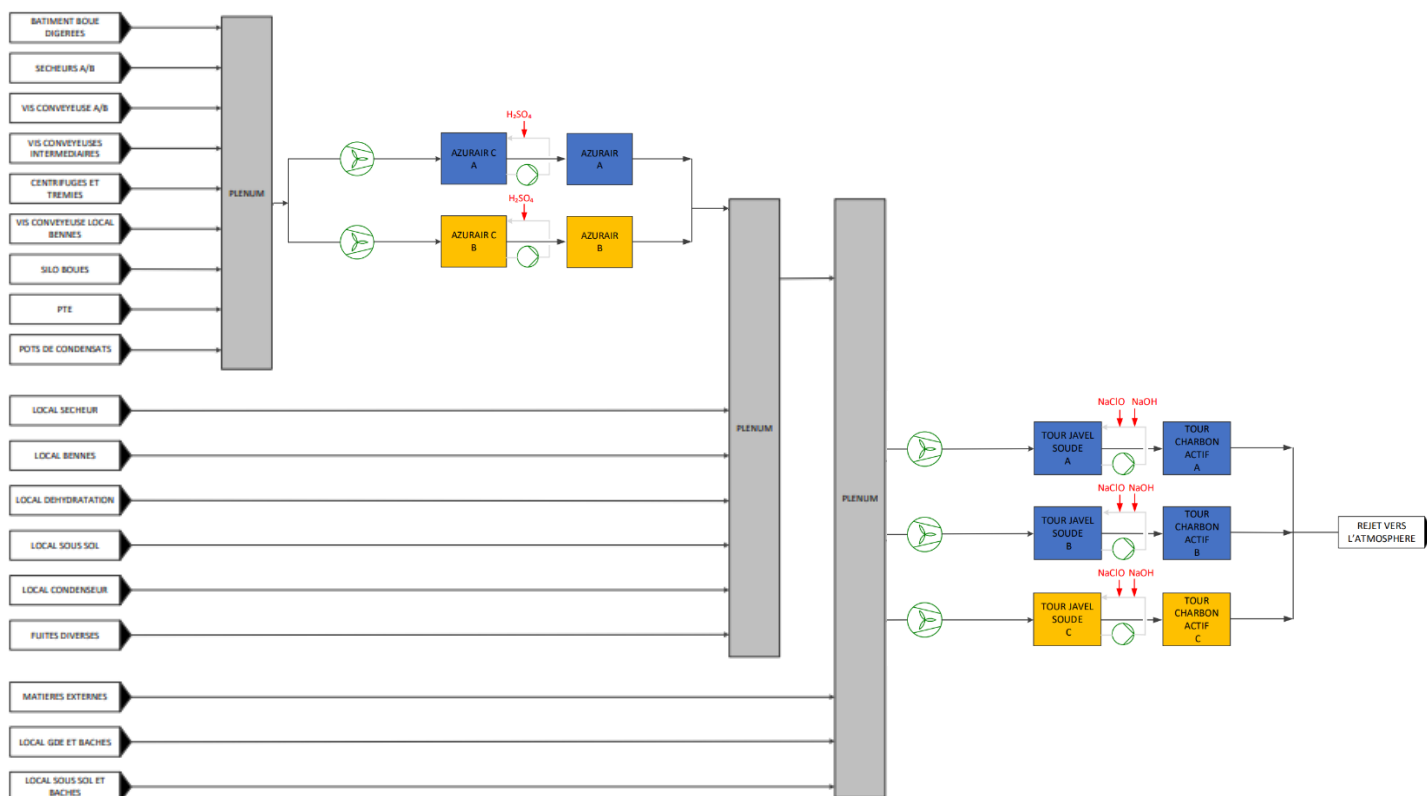 BATIMENT BOUE
DIGEREES
SECHEURS A/B
VIS CONVEYEUSE A/B
VIS CONVEYEUSES
INTERMEDIAIRES
CENTRIFUGES ET
TREMIES
VIS CONVEYEUSE LOCAL
BENNES
SILO BOUES
PTE
POTS DE CONDENSATS
PLENUM
H₂SO₄
AZURAIR C
A
AZURAIR
A
H₂SO₄
AZURAIR C
B
AZURAIR
B
LOCAL SECHEUR
LOCAL BENNES
LOCAL DEHYDRATATION
LOCAL SOUS SOL
LOCAL CONDENSEUR
FUITES DIVERSES
PLENUM
MATIERES EXTERNES
LOCAL GDE ET BACHES
LOCAL SOUS SOL ET
BACHES
PLENUM
NaClO NaOH
TOUR JAVEL
SOUDE
A
TOUR
CHARBON
ACTIF
A
NaClO NaOH
TOUR JAVEL
SOUDE
B
TOUR
CHARBON
ACTIF
B
NaClO NaOH
TOUR JAVEL
SOUDE
C
TOUR
CHARBON
ACTIF
C
REJET VERS
L'ATMOSPHERE